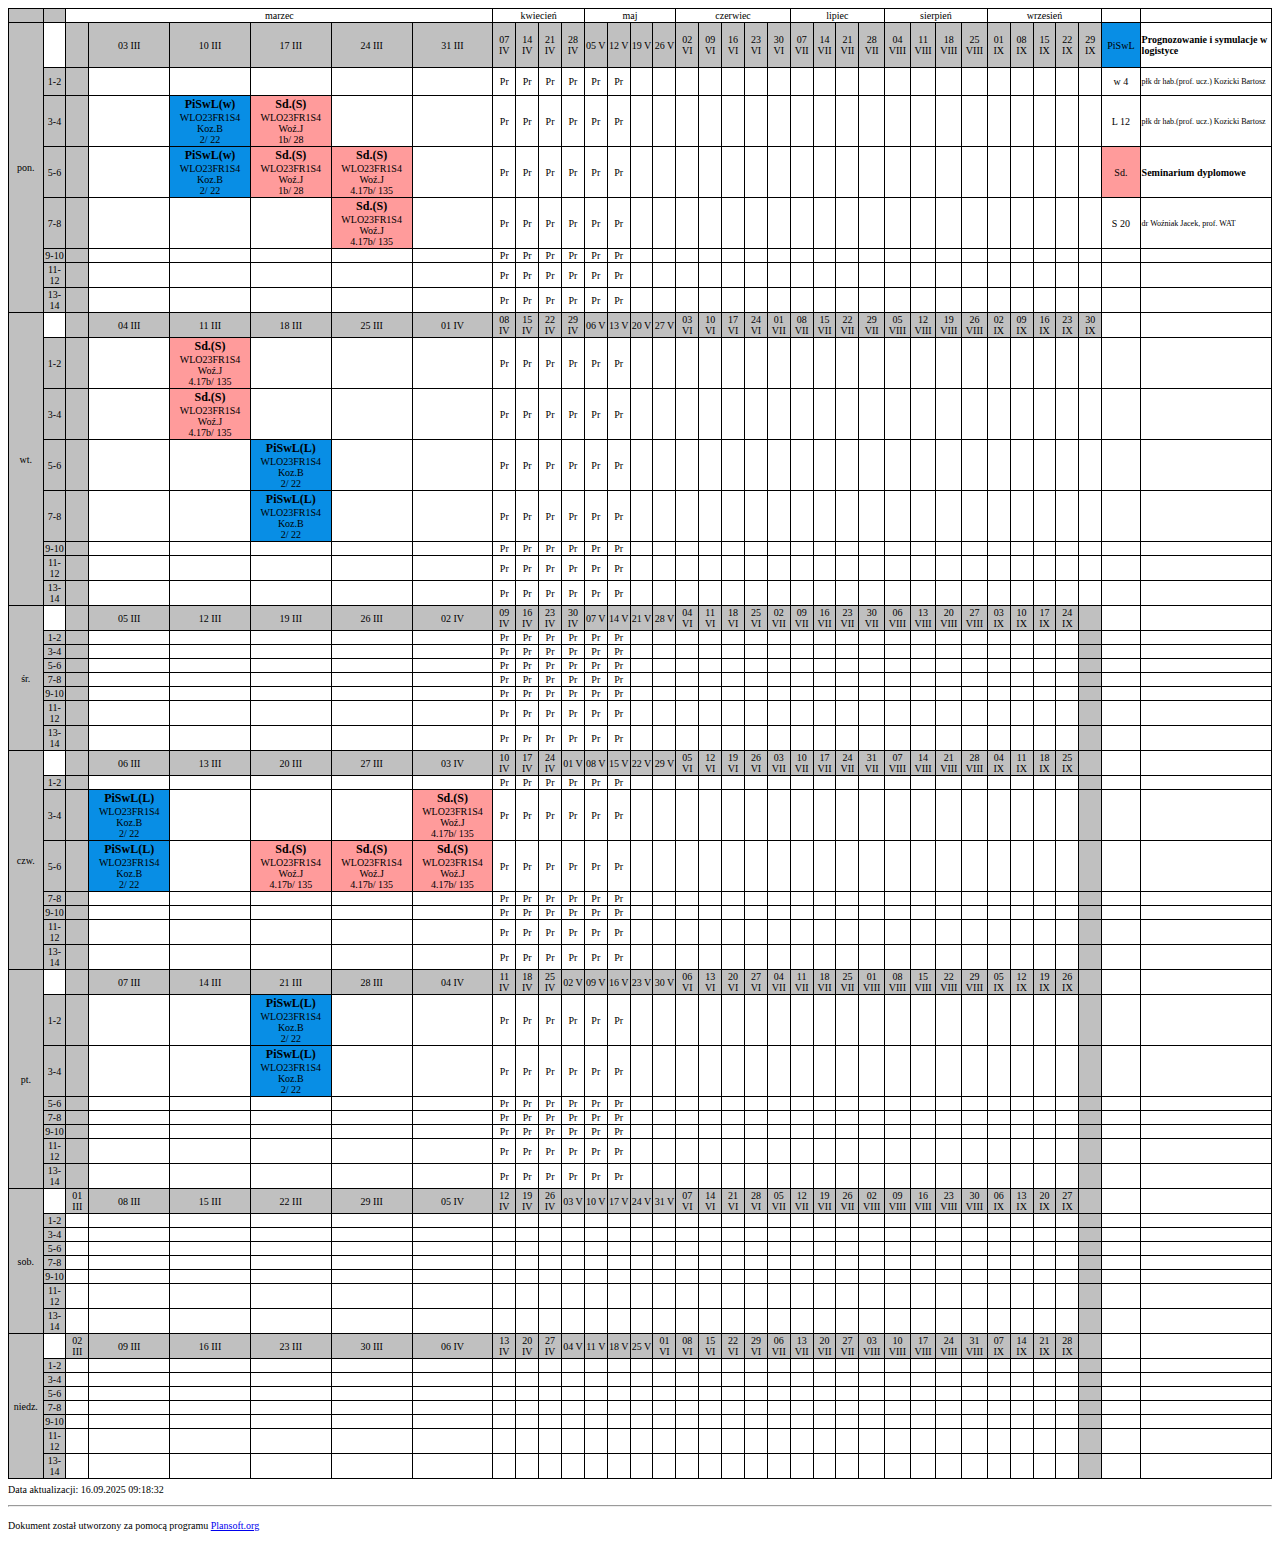 marzec kwiecień maj czerwiec lipiec sierpień wrzesień
pon. 03 III 10 III 17 III 24 III 31 III 07 IV 14 IV 21 IV 28 IV 05 V 12 V 19 V 26 V 02 VI 09 VI 16 VI 23 VI 30 VI 07 VII 14 VII 21 VII 28 VII 04 VIII 11 VIII 18 VIII 25 VIII 01 IX 08 IX 15 IX 22 IX 29 IX PiSwL Prognozowanie i symulacje w logistyce
1-2 Pr Pr Pr Pr Pr Pr w 4 płk dr hab.(prof. ucz.) Kozicki Bartosz
3-4 PiSwL(w) WLO23FR1S4 Koz.B 2/ 22 Sd.(S) WLO23FR1S4 Woź.J 1b/ 28 Pr Pr Pr Pr Pr Pr L 12 płk dr hab.(prof. ucz.) Kozicki Bartosz
5-6 PiSwL(w) WLO23FR1S4 Koz.B 2/ 22 Sd.(S) WLO23FR1S4 Woź.J 1b/ 28 Sd.(S) WLO23FR1S4 Woź.J 4.17b/ 135 Pr Pr Pr Pr Pr Pr Sd. Seminarium dyplomowe
7-8 Sd.(S) WLO23FR1S4 Woź.J 4.17b/ 135 Pr Pr Pr Pr Pr Pr S 20 dr Woźniak Jacek, prof. WAT
9-10 Pr Pr Pr Pr Pr Pr
11-12 Pr Pr Pr Pr Pr Pr
13-14 Pr Pr Pr Pr Pr Pr
wt. 04 III 11 III 18 III 25 III 01 IV 08 IV 15 IV 22 IV 29 IV 06 V 13 V 20 V 27 V 03 VI 10 VI 17 VI 24 VI 01 VII 08 VII 15 VII 22 VII 29 VII 05 VIII 12 VIII 19 VIII 26 VIII 02 IX 09 IX 16 IX 23 IX 30 IX
1-2 Sd.(S) WLO23FR1S4 Woź.J 4.17b/ 135 Pr Pr Pr Pr Pr Pr
3-4 Sd.(S) WLO23FR1S4 Woź.J 4.17b/ 135 Pr Pr Pr Pr Pr Pr
5-6 PiSwL(L) WLO23FR1S4 Koz.B 2/ 22 Pr Pr Pr Pr Pr Pr
7-8 PiSwL(L) WLO23FR1S4 Koz.B 2/ 22 Pr Pr Pr Pr Pr Pr
9-10 Pr Pr Pr Pr Pr Pr
11-12 Pr Pr Pr Pr Pr Pr
13-14 Pr Pr Pr Pr Pr Pr
śr. 05 III 12 III 19 III 26 III 02 IV 09 IV 16 IV 23 IV 30 IV 07 V 14 V 21 V 28 V 04 VI 11 VI 18 VI 25 VI 02 VII 09 VII 16 VII 23 VII 30 VII 06 VIII 13 VIII 20 VIII 27 VIII 03 IX 10 IX 17 IX 24 IX
1-2 Pr Pr Pr Pr Pr Pr
3-4 Pr Pr Pr Pr Pr Pr
5-6 Pr Pr Pr Pr Pr Pr
7-8 Pr Pr Pr Pr Pr Pr
9-10 Pr Pr Pr Pr Pr Pr
11-12 Pr Pr Pr Pr Pr Pr
13-14 Pr Pr Pr Pr Pr Pr
czw. 06 III 13 III 20 III 27 III 03 IV 10 IV 17 IV 24 IV 01 V 08 V 15 V 22 V 29 V 05 VI 12 VI 19 VI 26 VI 03 VII 10 VII 17 VII 24 VII 31 VII 07 VIII 14 VIII 21 VIII 28 VIII 04 IX 11 IX 18 IX 25 IX
1-2 Pr Pr Pr Pr Pr Pr
3-4 PiSwL(L) WLO23FR1S4 Koz.B 2/ 22 Sd.(S) WLO23FR1S4 Woź.J 4.17b/ 135 Pr Pr Pr Pr Pr Pr
5-6 PiSwL(L) WLO23FR1S4 Koz.B 2/ 22 Sd.(S) WLO23FR1S4 Woź.J 4.17b/ 135 Sd.(S) WLO23FR1S4 Woź.J 4.17b/ 135 Sd.(S) WLO23FR1S4 Woź.J 4.17b/ 135 Pr Pr Pr Pr Pr Pr
7-8 Pr Pr Pr Pr Pr Pr
9-10 Pr Pr Pr Pr Pr Pr
11-12 Pr Pr Pr Pr Pr Pr
13-14 Pr Pr Pr Pr Pr Pr
pt. 07 III 14 III 21 III 28 III 04 IV 11 IV 18 IV 25 IV 02 V 09 V 16 V 23 V 30 V 06 VI 13 VI 20 VI 27 VI 04 VII 11 VII 18 VII 25 VII 01 VIII 08 VIII 15 VIII 22 VIII 29 VIII 05 IX 12 IX 19 IX 26 IX
1-2 PiSwL(L) WLO23FR1S4 Koz.B 2/ 22 Pr Pr Pr Pr Pr Pr
3-4 PiSwL(L) WLO23FR1S4 Koz.B 2/ 22 Pr Pr Pr Pr Pr Pr
5-6 Pr Pr Pr Pr Pr Pr
7-8 Pr Pr Pr Pr Pr Pr
9-10 Pr Pr Pr Pr Pr Pr
11-12 Pr Pr Pr Pr Pr Pr
13-14 Pr Pr Pr Pr Pr Pr
sob. 01 III 08 III 15 III 22 III 29 III 05 IV 12 IV 19 IV 26 IV 03 V 10 V 17 V 24 V 31 V 07 VI 14 VI 21 VI 28 VI 05 VII 12 VII 19 VII 26 VII 02 VIII 09 VIII 16 VIII 23 VIII 30 VIII 06 IX 13 IX 20 IX 27 IX
1-2
3-4
5-6
7-8
9-10
11-12
13-14
niedz. 02 III 09 III 16 III 23 III 30 III 06 IV 13 IV 20 IV 27 IV 04 V 11 V 18 V 25 V 01 VI 08 VI 15 VI 22 VI 29 VI 06 VII 13 VII 20 VII 27 VII 03 VIII 10 VIII 17 VIII 24 VIII 31 VIII 07 IX 14 IX 21 IX 28 IX
1-2
3-4
5-6
7-8
9-10
11-12
13-14
Data aktualizacji: 16.09.2025 09:18:32
Dokument został utworzony za pomocą programu Plansoft.org